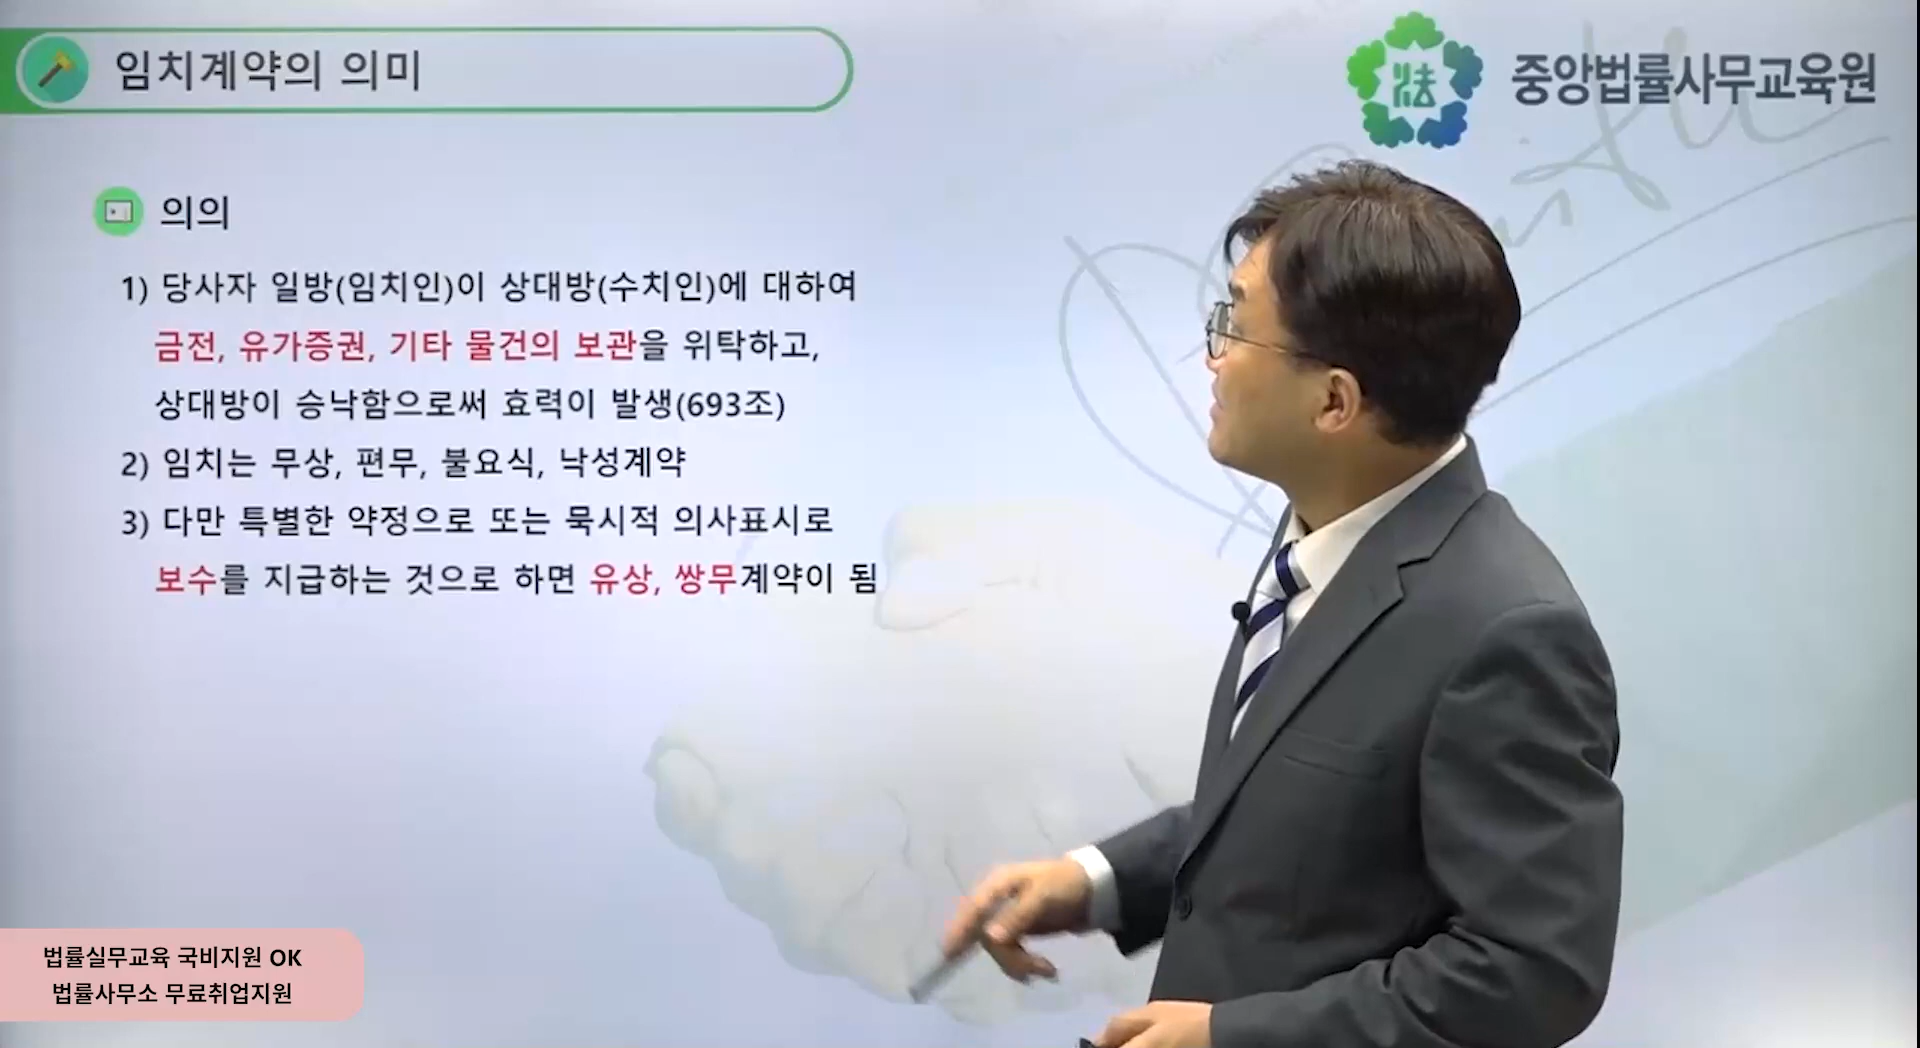 임치계약의 의미
중앙법률사무교육원
의의
1) 당사자 일방(임치인)이 상대방(수치인)에 대하여
금전, 유가증권, 기타 물건의 보관을 위탁하고,
상대방이 승낙함으로써 효력이 발생(693조)
2) 임치는 무상, 편무, 불요식, 낙성계약
3) 다만 특별한 약정으로 또는 묵시적 의사표시로
보수를 지급하는 것으로 하면 유상, 쌍무계약이 됨
법률실무교육 국비지원 OK
법률사무소 무료취업지원